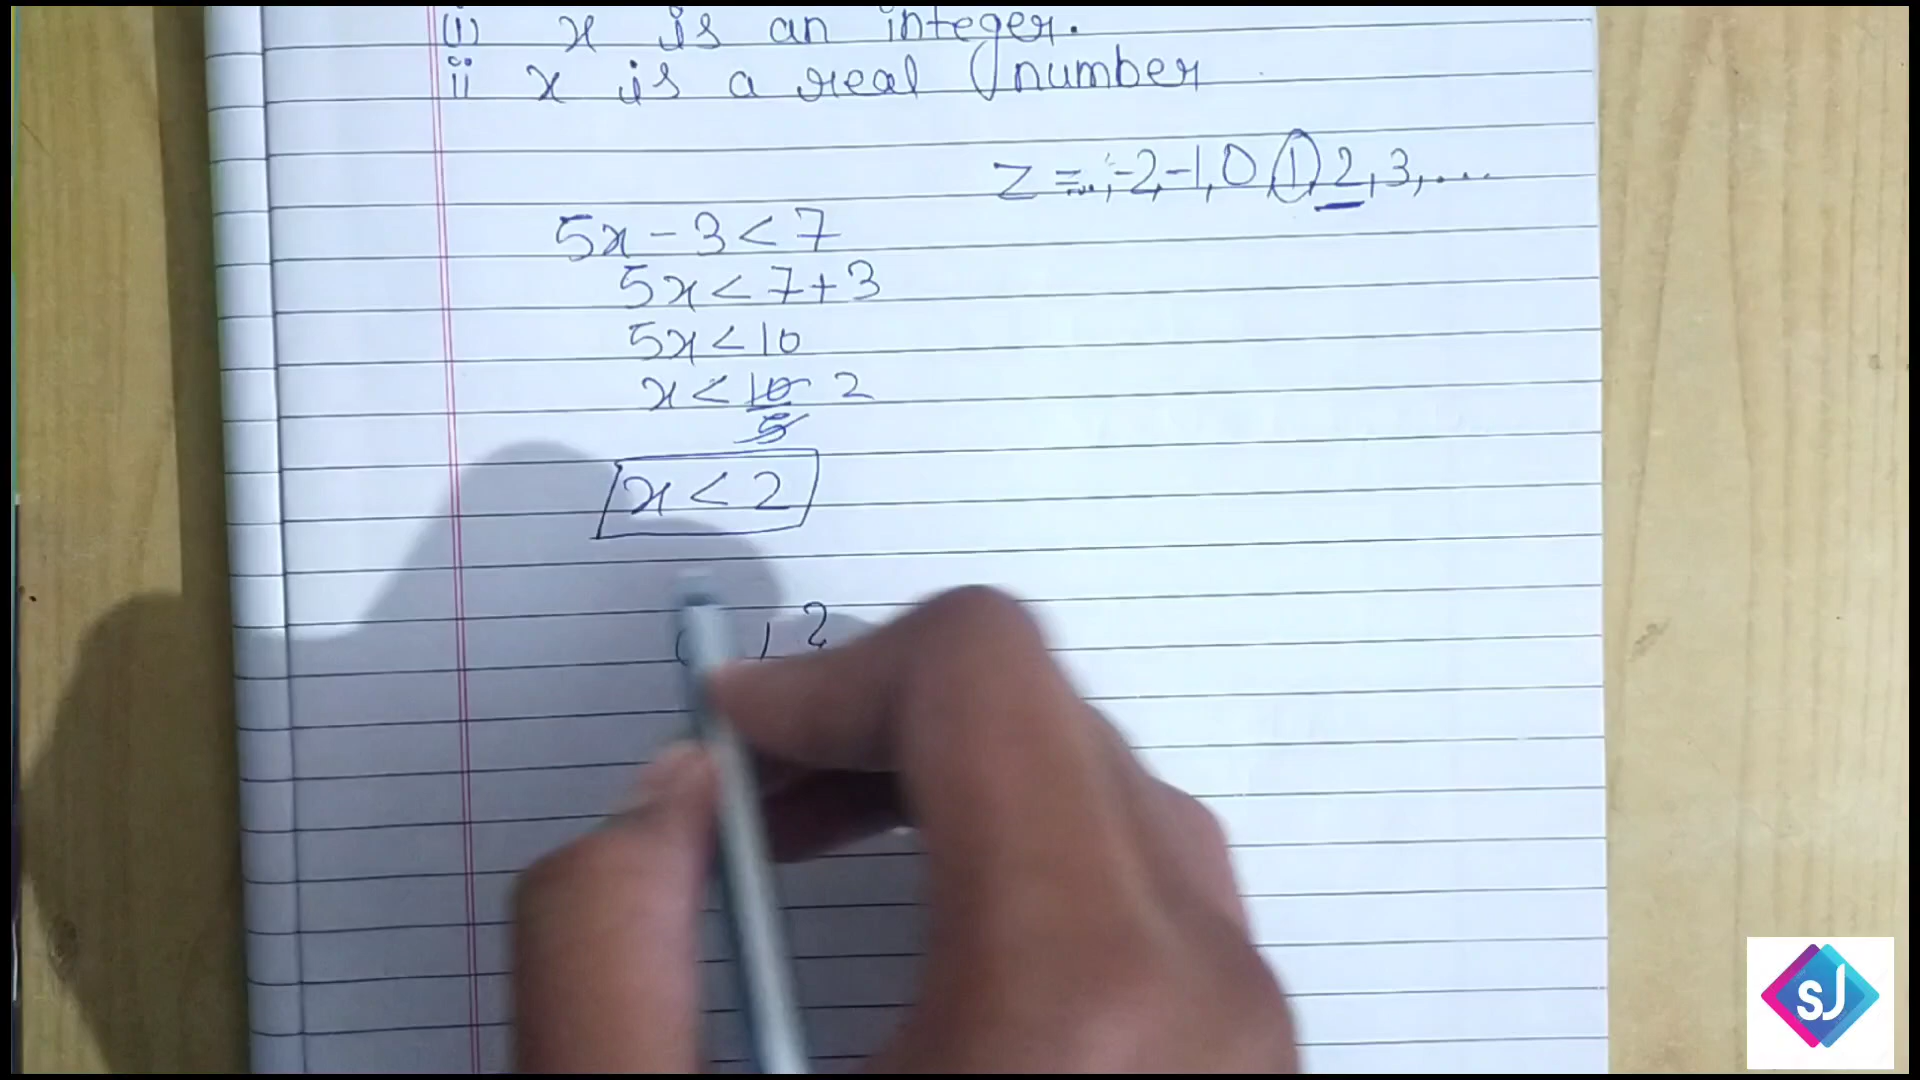 (i) x is an integer.
ii x is a real number
Z = ..., -2, -1, 0, 1, 2, 3, ...
5x - 3 < 7
5x < 7 + 3
5x < 10
x < 10/5 2
x < 2
1 2
SJ